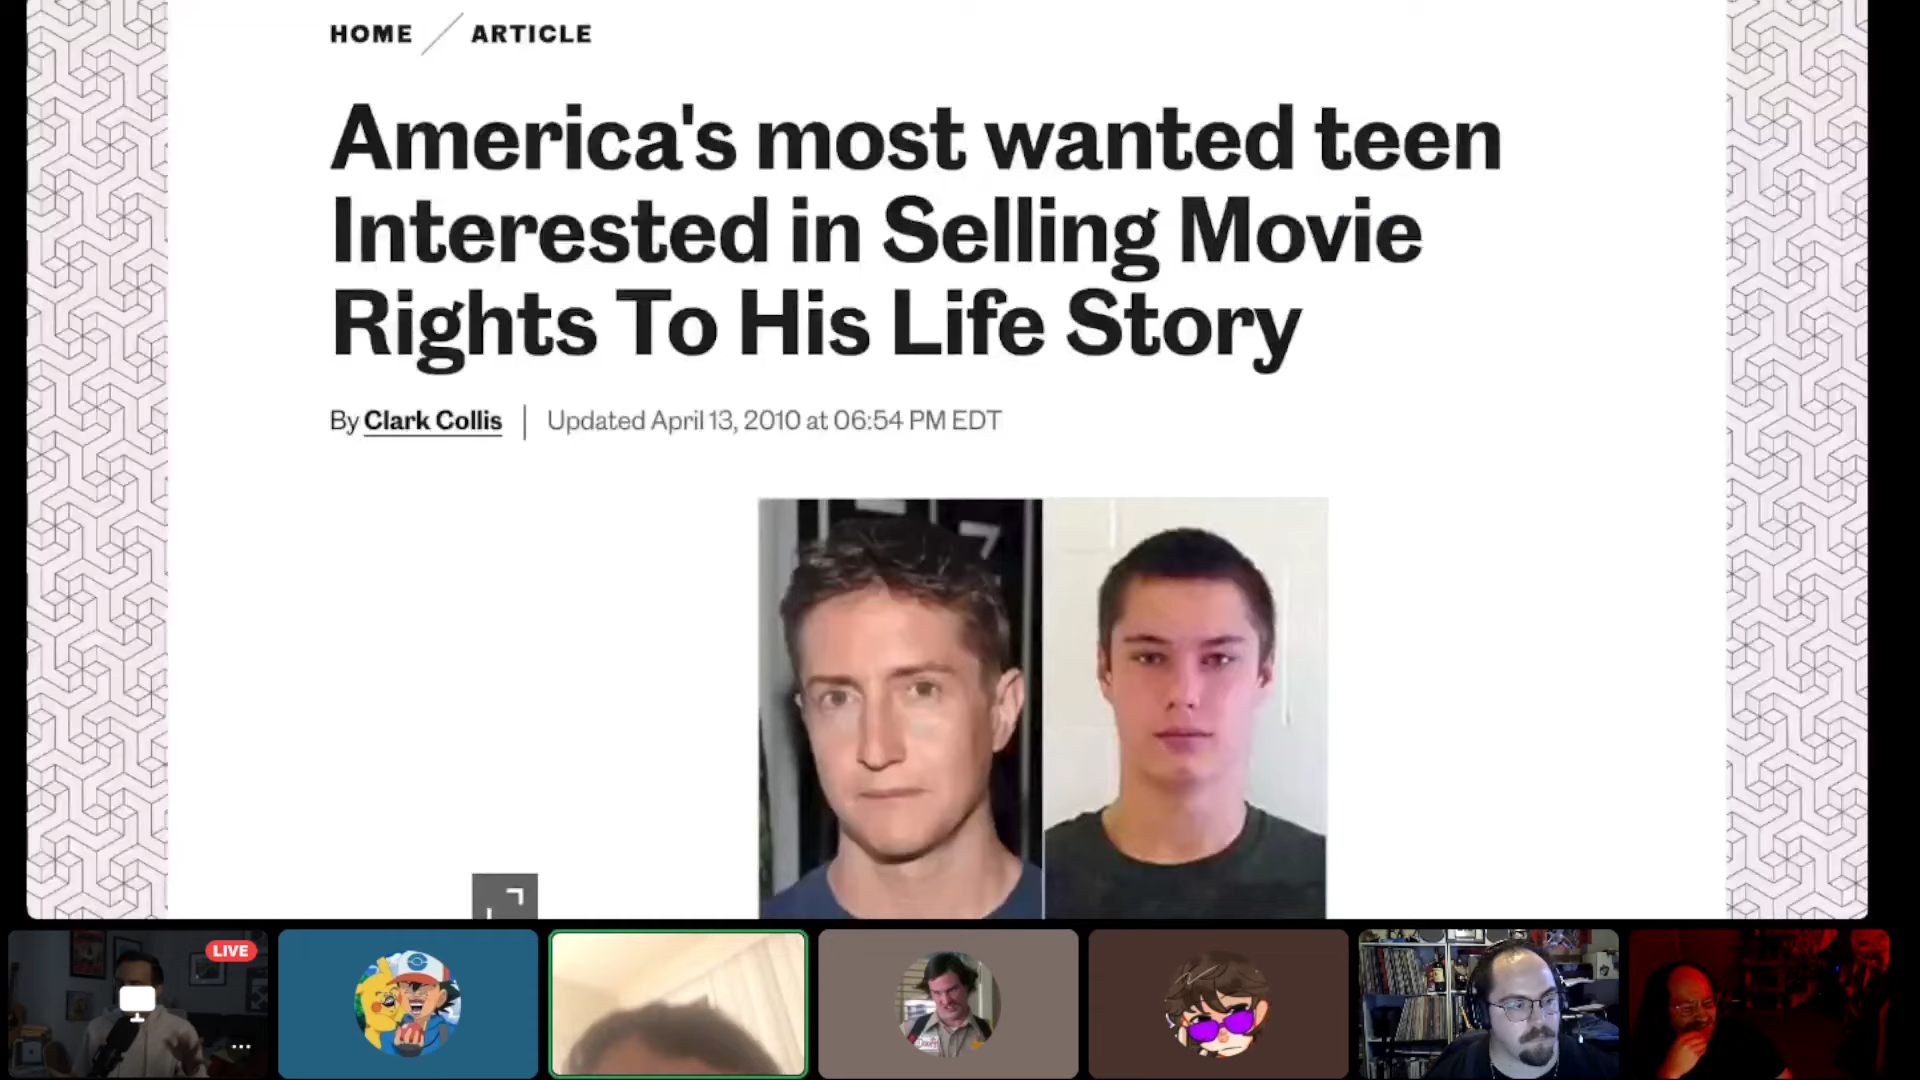 HOME / ARTICLE
America's most wanted teen
Interested in Selling Movie
Rights To His Life Story
By Clark Collis | Updated April 13, 2010 at 06:54 PM EDT
LIVE